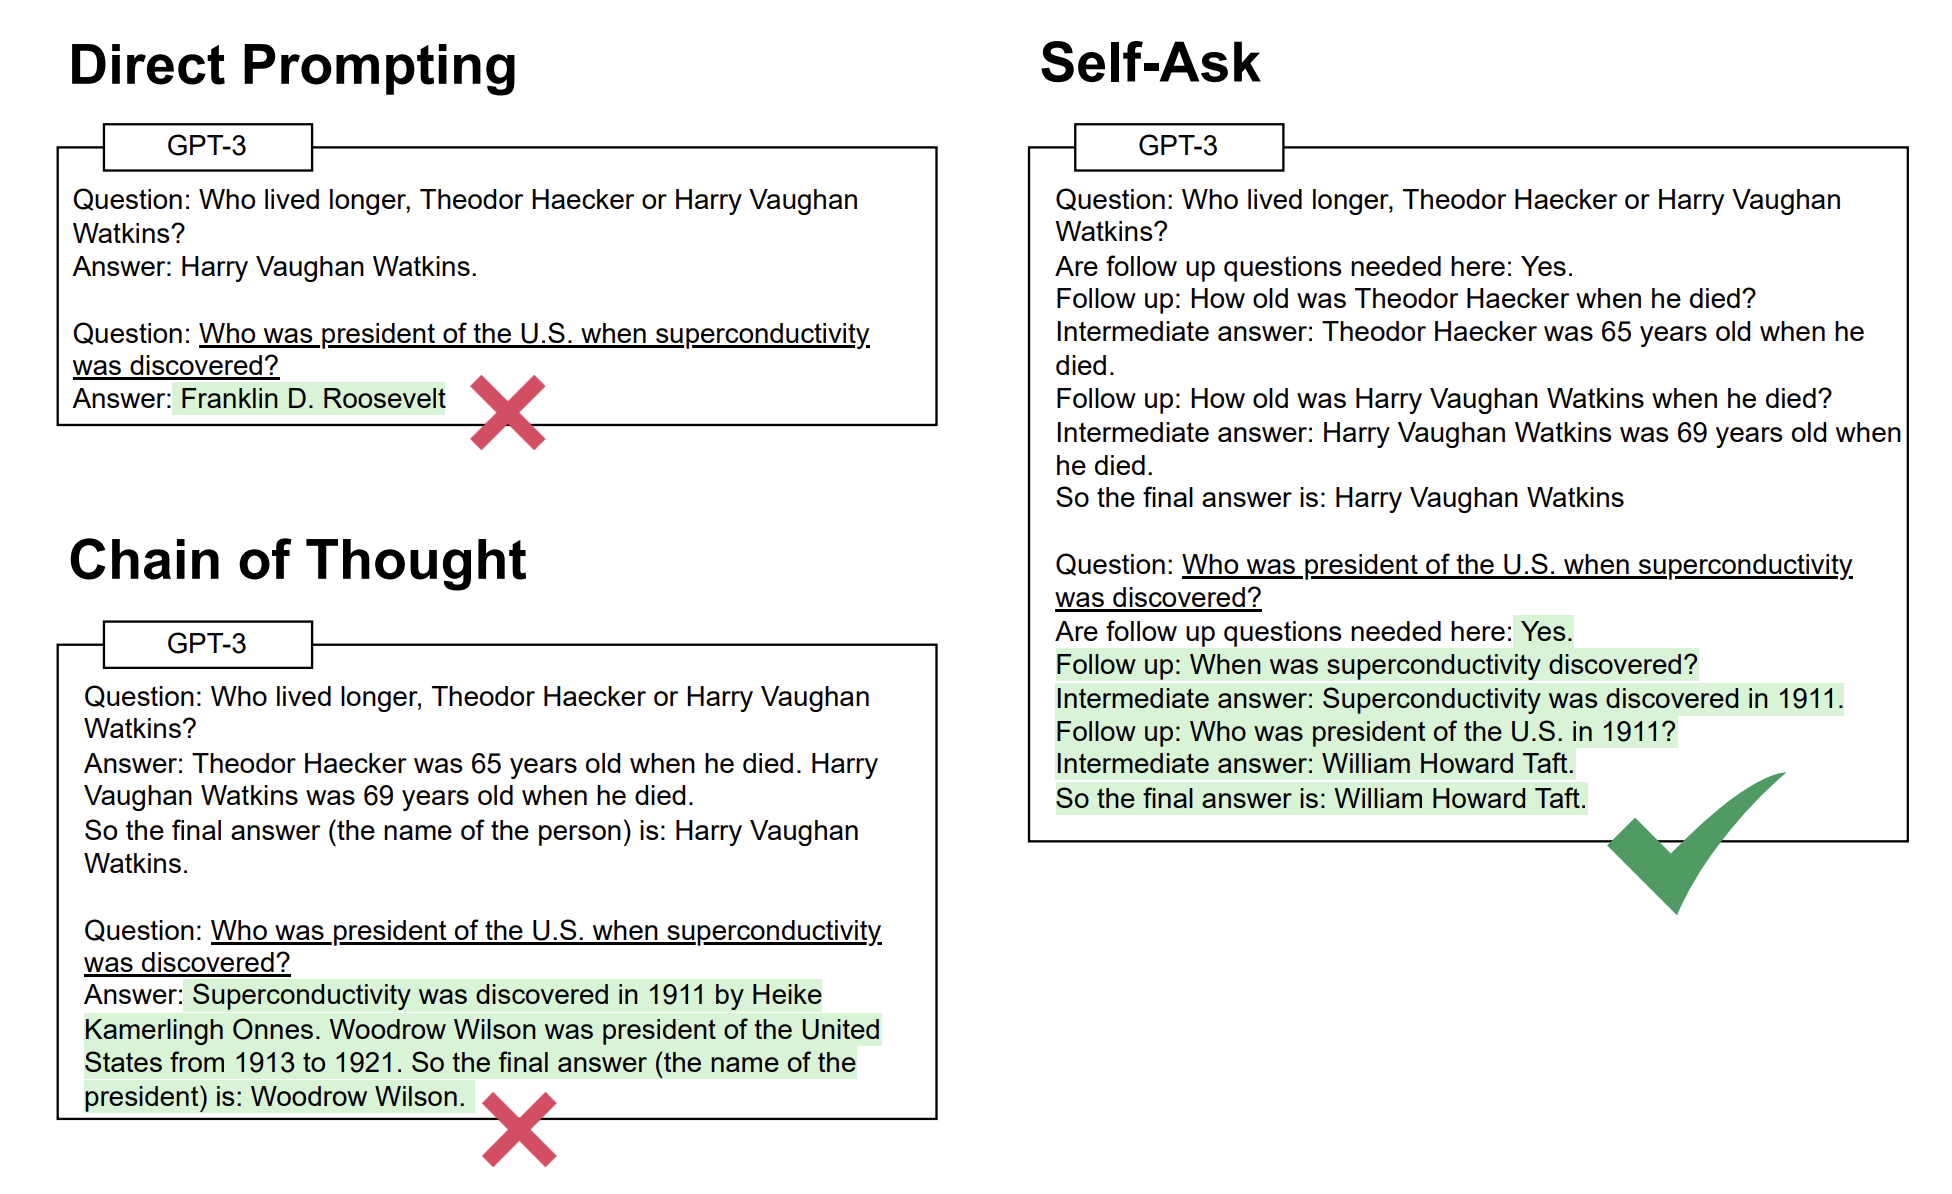 Direct Prompting
GPT-3
Question: Who lived longer, Theodor Haecker or Harry Vaughan
Watkins?
Answer: Harry Vaughan Watkins.
Question: Who was president of the U.S. when superconductivity
was discovered?
Answer: Franklin D. Roosevelt
Chain of Thought
GPT-3
Question: Who lived longer, Theodor Haecker or Harry Vaughan
Watkins?
Answer: Theodor Haecker was 65 years old when he died. Harry
Vaughan Watkins was 69 years old when he died.
So the final answer (the name of the person) is: Harry Vaughan
Watkins.
Question: Who was president of the U.S. when superconductivity
was discovered?
Answer: Superconductivity was discovered in 1911 by Heike
Kamerlingh Onnes. Woodrow Wilson was president of the United
States from 1913 to 1921. So the final answer (the name of the
president) is: Woodrow Wilson.
Self-Ask
GPT-3
Question: Who lived longer, Theodor Haecker or Harry Vaughan
Watkins?
Are follow up questions needed here: Yes.
Follow up: How old was Theodor Haecker when he died?
Intermediate answer: Theodor Haecker was 65 years old when he
died.
Follow up: How old was Harry Vaughan Watkins when he died?
Intermediate answer: Harry Vaughan Watkins was 69 years old when
he died.
So the final answer is: Harry Vaughan Watkins
Question: Who was president of the U.S. when superconductivity
was discovered?
Are follow up questions needed here: Yes.
Follow up: When was superconductivity discovered?
Intermediate answer: Superconductivity was discovered in 1911.
Follow up: Who was president of the U.S. in 1911?
Intermediate answer: William Howard Taft.
So the final answer is: William Howard Taft.